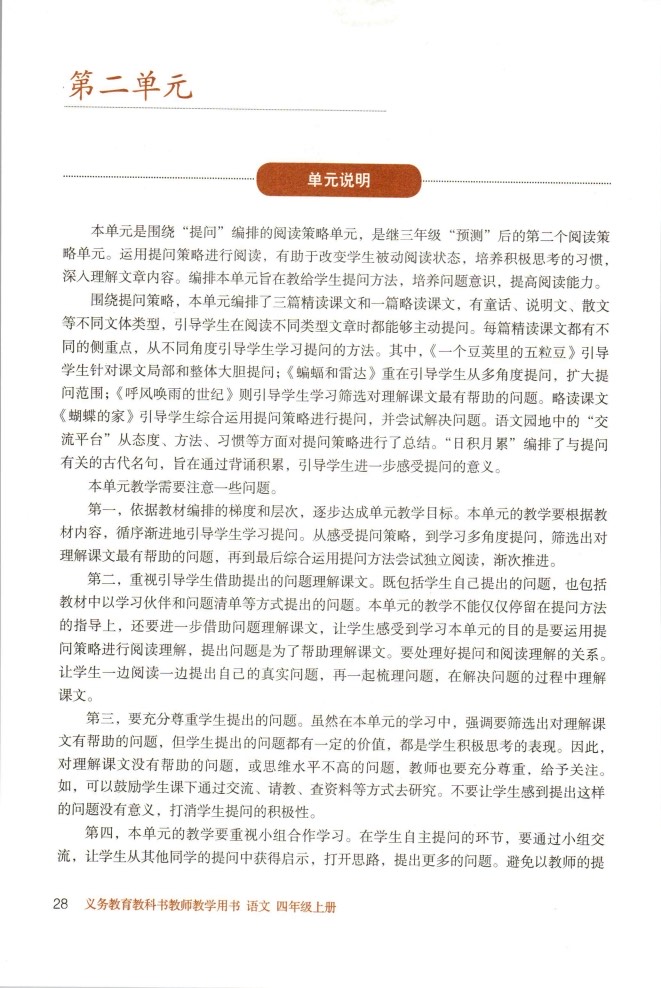 第二单元
单元说明
本单元是围绕“提问”编排的阅读策略单元，是继三年级“预测”后的第二个阅读策
略单元。运用提问策略进行阅读，有助于改变学生被动阅读状态，培养积极思考的习惯，
深入理解文章内容。编排本单元旨在教给学生提问方法，培养问题意识，提高阅读能力。
围绕提问策略，本单元编排了三篇精读课文和一篇略读课文，有童话、说明文、散文
等不同文体类型，引导学生在阅读不同类型文章时都能够主动提问。每篇精读课文都有不
同的侧重点，从不同角度引导学生学习提问的方法。其中，《一个豆荚里的五粒豆》引导
学生针对课文局部和整体大胆提问；《蝙蝠和雷达》重在引导学生从多角度提问，扩大提
问范围；《呼风唤雨的世纪》则引导学生学习筛选对理解课文最有帮助的问题。略读课文
《蝴蝶的家》引导学生综合运用提问策略进行提问，并尝试解决问题。语文园地中的“交
流平台”从态度、方法、习惯等方面对提问策略进行了总结。“日积月累”编排了与提问
有关的古代名句，旨在通过背诵积累，引导学生进一步感受提问的意义。
本单元教学需要注意一些问题。
第一，依据教材编排的梯度和层次，逐步达成单元教学目标。本单元的教学要根据教
材内容，循序渐进地引导学生学习提问。从感受提问策略，到学习多角度提问，筛选出对
理解课文最有帮助的问题，再到最后综合运用提问方法尝试独立阅读，渐次推进。
第二，重视引导学生借助提出的问题理解课文。既包括学生自己提出的问题，也包括
教材中以学习伙伴和问题清单等方式提出的问题。本单元的教学不能仅仅停留在提问方法
的指导上，还要进一步借助问题理解课文，让学生感受到学习本单元的目的是要运用提
问策略进行阅读理解，提出问题是为了帮助理解课文。要处理好提问和阅读理解的关系。
让学生一边阅读一边提出自己的真实问题，再一起梳理问题，在解决问题的过程中理解
课文。
第三，要充分尊重学生提出的问题。虽然在本单元的学习中，强调要筛选出对理解课
文有帮助的问题，但学生提出的问题都有一定的价值，都是学生积极思考的表现。因此，
对理解课文没有帮助的问题，或思维水平不高的问题，教师也要充分尊重，给予关注。
如，可以鼓励学生课下通过交流、请教、查资料等方式去研究。不要让学生感到提出这样
的问题没有意义，打消学生提问的积极性。
第四，本单元的教学要重视小组合作学习。在学生自主提问的环节，要通过小组交
流，让学生从其他同学的提问中获得启示，打开思路，提出更多的问题。避免以教师的提
28 义务教育教科书教师教学用书 语文 四年级上册